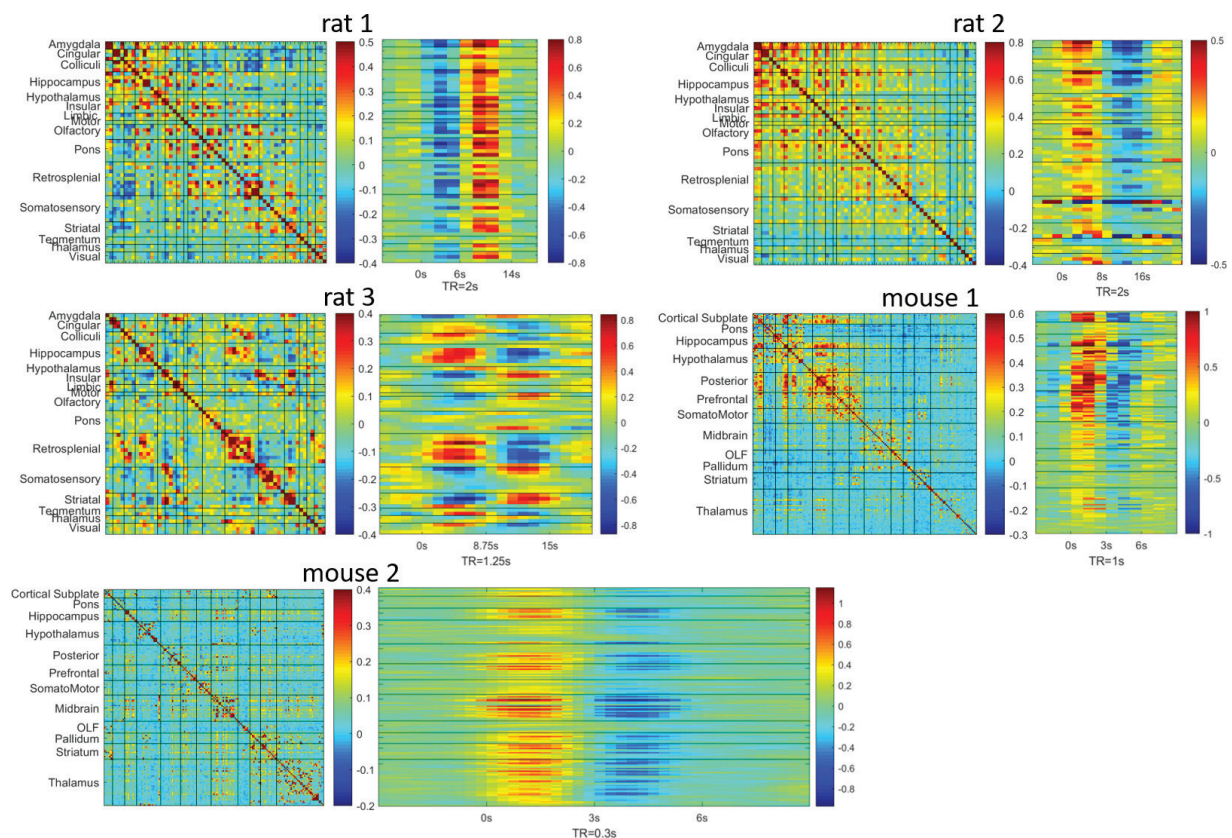 rat 1
Amygdala
Cingular
Colliculi
Hippocampus
Hypothalamus
Insular
Limbic
Motor
Olfactory
Pons
Retrosplenial
Somatosensory
Striatal
Tegmentum
Thalamus
Visual
0.5
0.4
0.3
0.2
0.1
0
-0.1
-0.2
-0.3
-0.4
0s 6s 14s
TR=2s
0.8
0.6
0.4
0.2
0
-0.2
-0.4
-0.6
-0.8
rat 2
Amygdala
Cingular
Colliculi
Hippocampus
Hypothalamus
Insular
Limbic
Motor
Olfactory
Pons
Retrosplenial
Somatosensory
Striatal
Tegmentum
Thalamus
Visual
0.8
0.6
0.4
0.2
0
-0.2
-0.4
0s 8s 16s
TR=2s
0.5
0
-0.5
rat 3
Amygdala
Cingular
Colliculi
Hippocampus
Hypothalamus
Insular
Limbic
Motor
Olfactory
Pons
Retrosplenial
Somatosensory
Striatal
Tegmentum
Thalamus
Visual
0.4
0.3
0.2
0.1
0
-0.1
-0.2
-0.3
-0.4
0s 8.75s 15s
TR=1.25s
0.8
0.6
0.4
0.2
0
-0.2
-0.4
-0.6
-0.8
mouse 1
Cortical Subplate
Pons
Hippocampus
Hypothalamus
Posterior
Prefrontal
SomatoMotor
Midbrain
OLF
Pallidum
Striatum
Thalamus
0.6
0.5
0.4
0.3
0.2
0.1
0
-0.1
-0.2
-0.3
0s 3s 6s
TR=1s
1
0.5
0
-0.5
-1
mouse 2
Cortical Subplate
Pons
Hippocampus
Hypothalamus
Posterior
Prefrontal
SomatoMotor
Midbrain
OLF
Pallidum
Striatum
Thalamus
0.4
0.3
0.2
0.1
0
-0.1
-0.2
0s 3s 6s
TR=0.3s
1
0.8
0.6
0.4
0.2
0
-0.2
-0.4
-0.6
-0.8